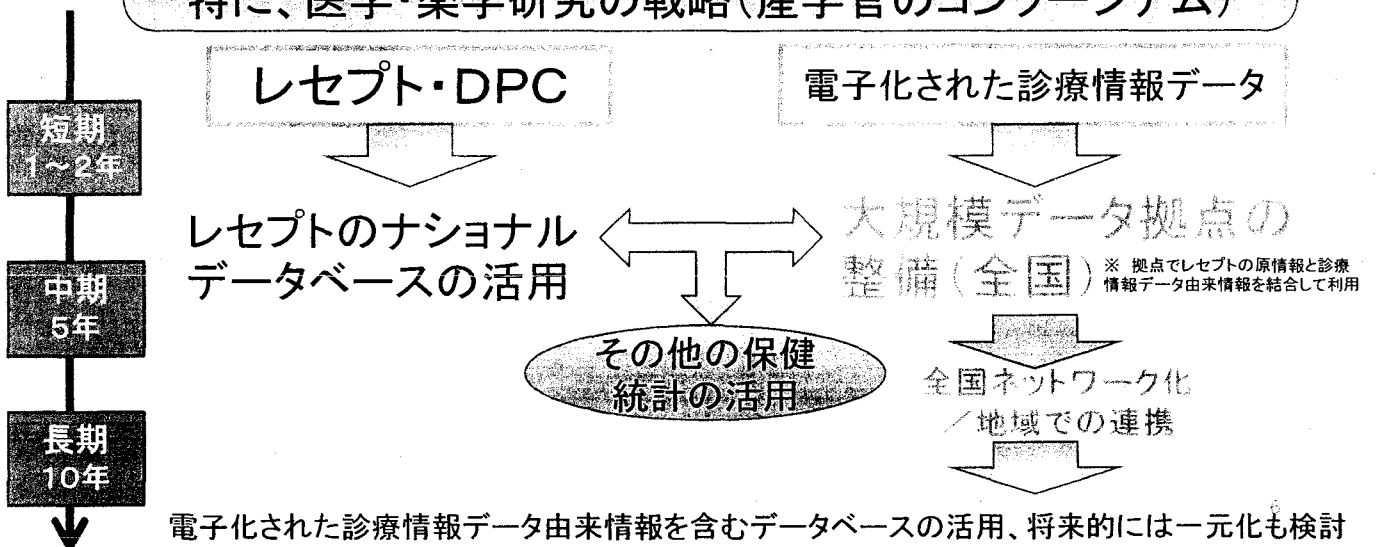 特に、医学・薬学研究の戦略(産学官のコンソーシアム)
レセプト・DPC
電子化された診療情報データ
短期
1~2年
レセプトのナショナル
データベースの活用
大規模データ拠点の
整備(全国)
※ 拠点でレセプトの原情報と診療
情報データ由来情報を結合して利用
中期
5年
その他の保健
統計の活用
全国ネットワーク化
/地域での連携
長期
10年
電子化された診療情報データ由来情報を含むデータベースの活用、将来的には一元化も検討
6